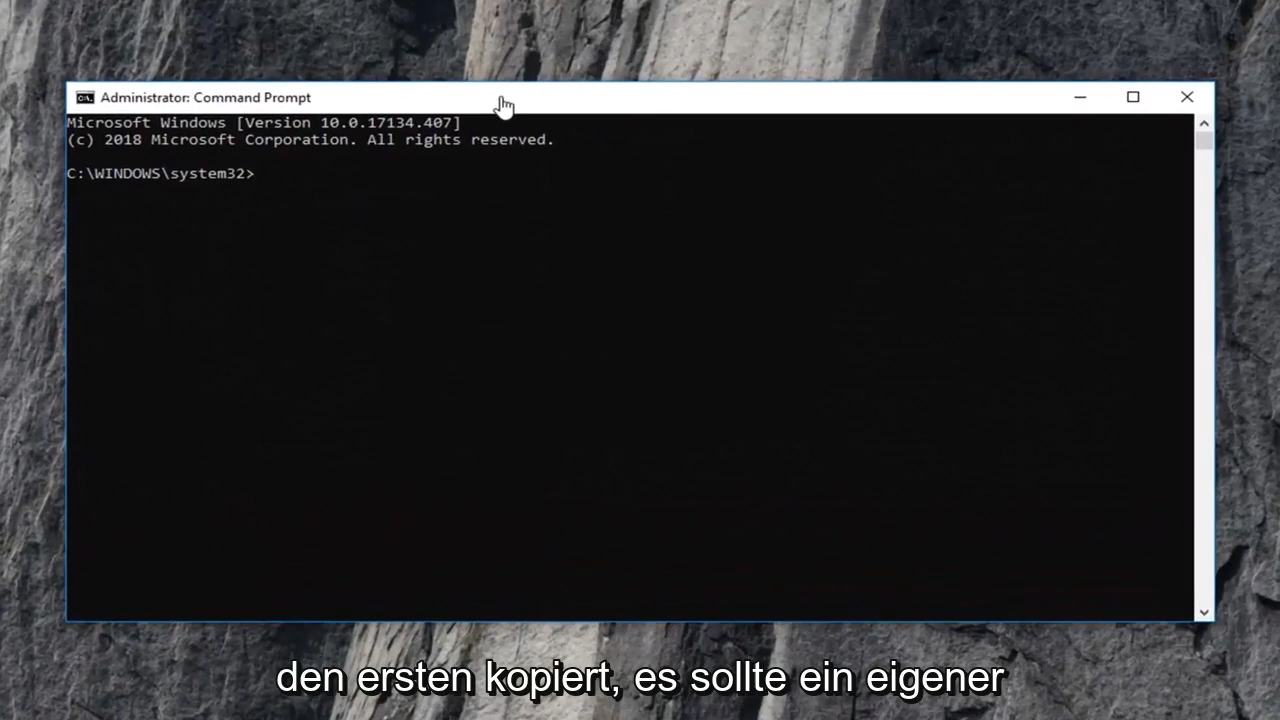 Administrator: Command Prompt
Microsoft Windows [Version 10.0.17134.407]
(c) 2018 Microsoft Corporation. All rights reserved.
C:\WINDOWS\system32>
den ersten kopiert, es sollte ein eigener